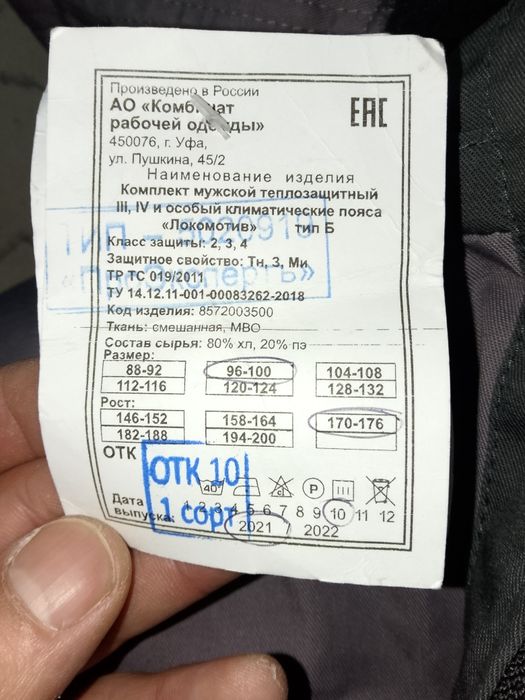 Произведено в России
ЕАС
АО «Комбинат
рабочей одежды»
450076, г. Уфа,
ул. Пушкина, 45/2
Наименование изделия
Комплект мужской теплозащитный
III, IV и особый климатические пояса
«Локомотив» тип Б
Класс защиты: 2, 3, 4
Защитное свойство: Тн, З, Ми
ТР ТС 019/2011
ТУ 14.12.11-001-00083262-2018
Код изделия: 8572003500
Ткань: смешанная, МВО
Состав сырья: 80% хл, 20% пэ
Размер:
88-92 96-100 104-108
112-116 120-124 128-132
Рост:
146-152 158-164 170-176
182-188 194-200
ОТК
ОТК 10
1 сорт
40 P
Дата
выпуска:
1 2 3 4 5 6 7 8 9 10 11 12
2021 2022